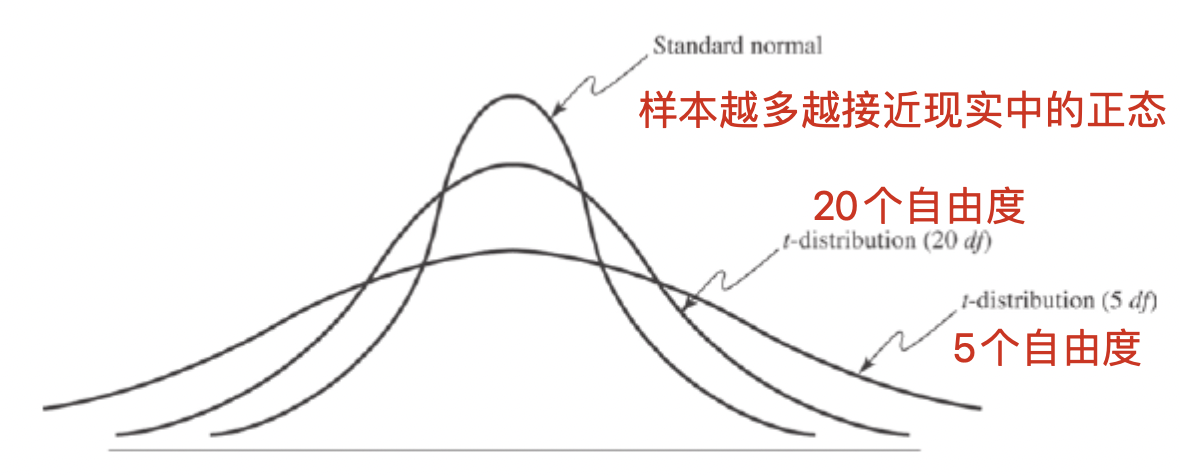 Standard normal
样本越多越接近现实中的正态
20个自由度
t-distribution (20 df)
t-distribution (5 df)
5个自由度